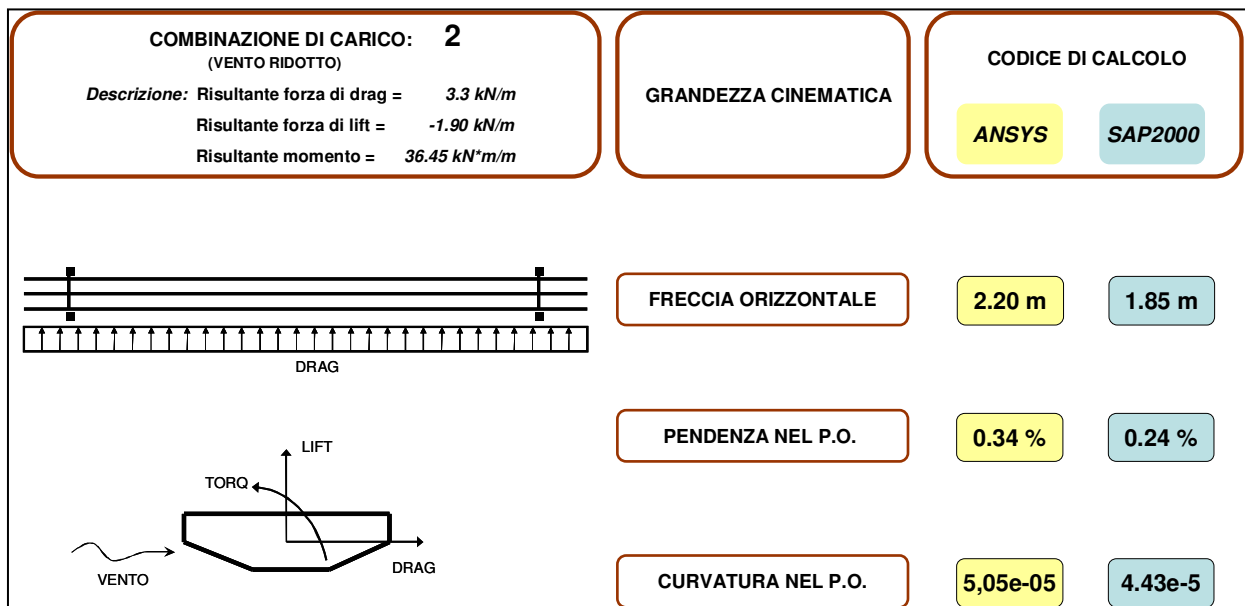 COMBINAZIONE DI CARICO: 2
(VENTO RIDOTTO)
Descrizione: Risultante forza di drag = 3.3 kN/m
Risultante forza di lift = -1.90 kN/m
Risultante momento = 36.45 kN*m/m
GRANDEZZA CINEMATICA
CODICE DI CALCOLO
ANSYS SAP2000
DRAG
FRECCIA ORIZZONTALE 2.20 m 1.85 m
PENDENZA NEL P.O. 0.34 % 0.24 %
LIFT
TORQ
VENTO
DRAG
CURVATURA NEL P.O. 5,05e-05 4.43e-5